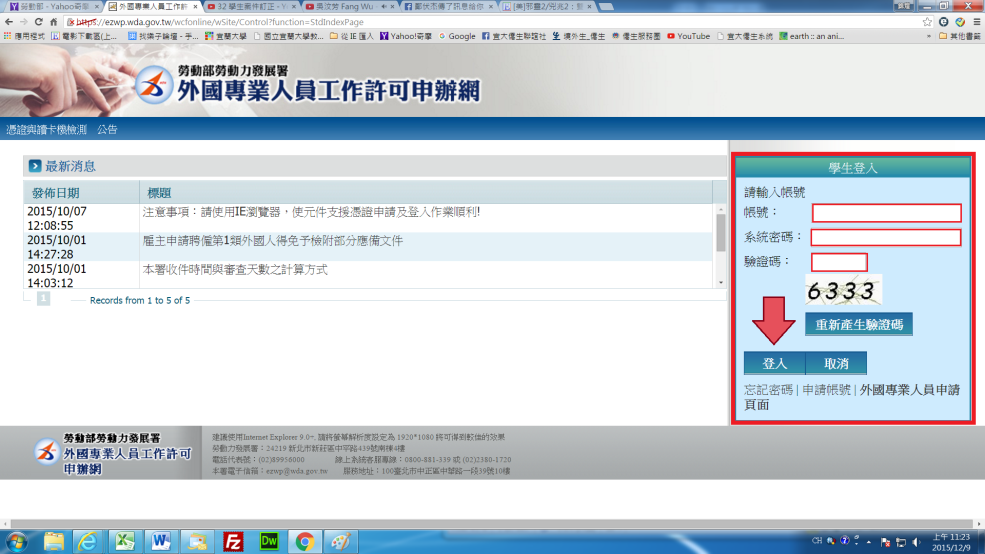 勞動部 - Yahoo奇摩
外國專業人員工作許
32 學生案件訂正 - Yo
吳汶芳 Fang Wu
鄭欣市傳了訊息給你
https://ezwp.wda.gov.tw/wcfonline/wSite/Control?function=StdIndexPage
應用程式
電影下載區(上...
找樂子論壇 - 手...
宜蘭大學
國立宜蘭大學教...
從 IE 匯入
Yahoo!奇摩
Google
宜大僑生聯誼社
境外生_僑生
僑生服務團
YouTube
宜大僑生系統
earth :: an ani...
»
其他書籤
勞動部勞動力發展署
外國專業人員工作許可申辦網
憑證與讀卡機檢測 公告
最新消息
發佈日期 標題
2015/10/07 12:08:55 注意事項：請使用IE瀏覽器，使元件支援憑證申請及登入作業順利!
2015/10/01 14:27:28 雇主申請聘僱第1類外國人得免予檢附部分應備文件
2015/10/01 14:03:12 本署收件時間與審查天數之計算方式
1 Records from 1 to 5 of 5
學生登入
請輸入帳號
帳號：
系統密碼：
驗證碼：
6333
重新產生驗證碼
登入 取消
忘記密碼 | 申請帳號 | 外國專業人員申請
頁面
勞動部勞動力發展署
外國專業人員工作許可
申辦網
建議使用Internet Explorer 9.0+, 請將螢幕解析度設定為 1920*1080 將可得到較佳的效果
勞動力發展署：24219 新北市新莊區中平路439號南棟4樓
電話代表號：(02)89956000 線上系統客服專線：0800-881-339 或 (02)2380-1720
本署電子信箱：ezwp@wda.gov.tw 服務地址：100臺北市中正區中華路一段39號10樓
CH
上午 11:23
2015/12/9